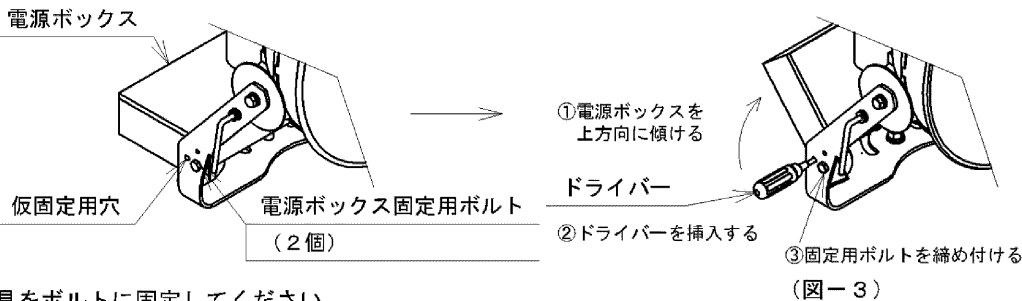 電源ボックス
仮固定用穴
電源ボックス固定用ボルト
（２個）
①電源ボックスを
上方向に傾ける
ドライバー
②ドライバーを挿入する
③固定用ボルトを締め付ける
（図－３）
具をボルトに固定してください